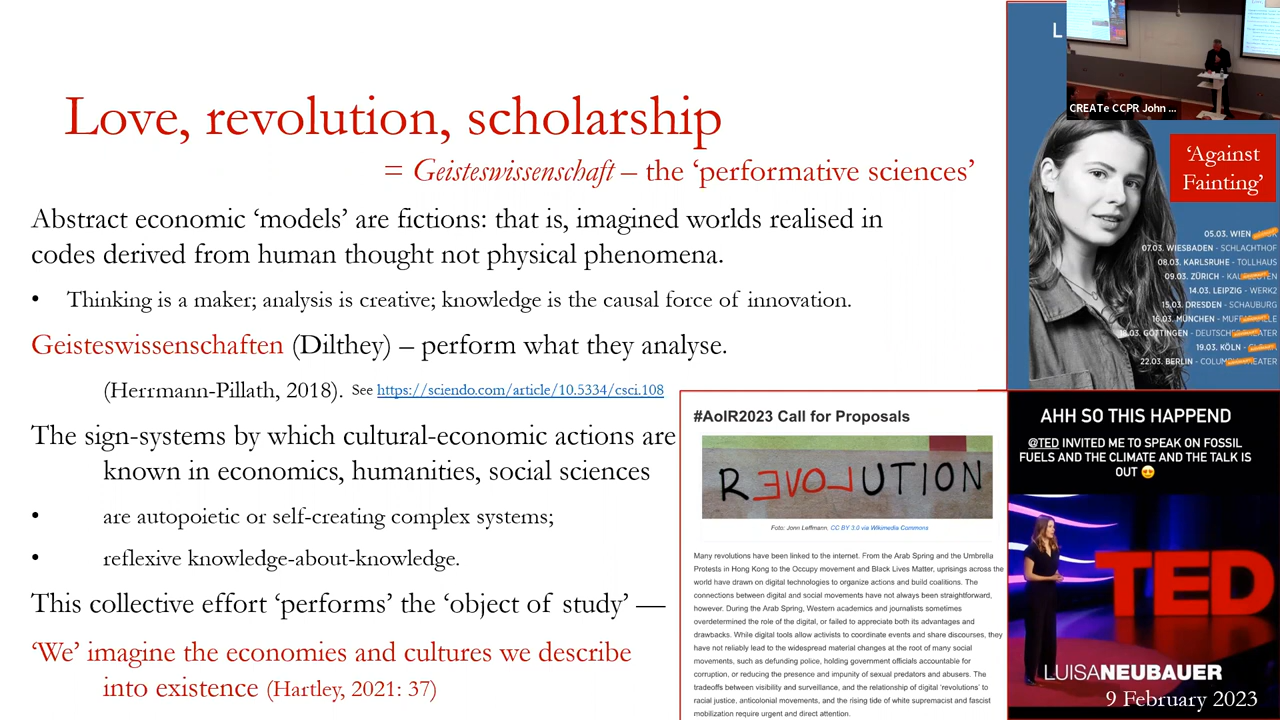 Love, revolution, scholarship
= Geisteswissenschaft – the ‘performative sciences’
Abstract economic ‘models’ are fictions: that is, imagined worlds realised in
codes derived from human thought not physical phenomena.
• Thinking is a maker; analysis is creative; knowledge is the causal force of innovation.
Geisteswissenschaften (Dilthey) – perform what they analyse.
(Herrmann-Pillath, 2018). See https://sciendo.com/article/10.5334/csci.108
The sign-systems by which cultural-economic actions are
known in economics, humanities, social sciences
• are autopoietic or self-creating complex systems;
• reflexive knowledge-about-knowledge.
This collective effort ‘performs’ the ‘object of study’ —
‘We’ imagine the economies and cultures we describe
into existence (Hartley, 2021: 37)
L
CREATe CCPR John ...
‘Against
Fainting’
05.03. WIEN
07.03. WIESBADEN - SCHLACHTHOF
08.03. KARLSRUHE - TOLLHAUS
09.03. ZÜRICH
14.03. LEIPZIG - WERK2
15.03. DRESDEN - SCHAUBURG
16.03. MÜNCHEN
18.03. GÖTTINGEN
19.03. KÖLN
22.03. BERLIN
#AoIR2023 Call for Proposals
REVOLUTION
Foto: Jonn Leffmann, CC BY 3.0 via Wikimedia Commons
Many revolutions have been linked to the internet. From the Arab Spring and the Umbrella
Protests in Hong Kong to the Occupy movement and Black Lives Matter, uprisings across the
world have drawn on digital technologies to organize actions and build coalitions. The
connections between digital and social movements have not always been straightforward,
however. During the Arab Spring, Western academics and journalists sometimes
overdetermined the role of the digital, or failed to appreciate both its advantages and
drawbacks. While digital tools allow activists to coordinate events and share discourses, they
have not reliably lead to the widespread material changes at the root of many social
movements, such as defunding police, holding government officials accountable for
corruption, or reducing the presence and impunity of sexual predators and abusers. The
tradeoffs between visibility and surveillance, and the relationship of digital ‘revolutions’ to
racial justice, anticolonial movements, and the rising tide of white supremacist and fascist
mobilization require urgent and direct attention.
AHH SO THIS HAPPEND
@TED INVITED ME TO SPEAK ON FOSSIL
FUELS AND THE CLIMATE AND THE TALK IS
OUT 😍
TED
LUISANEUBAUER
9 February 2023